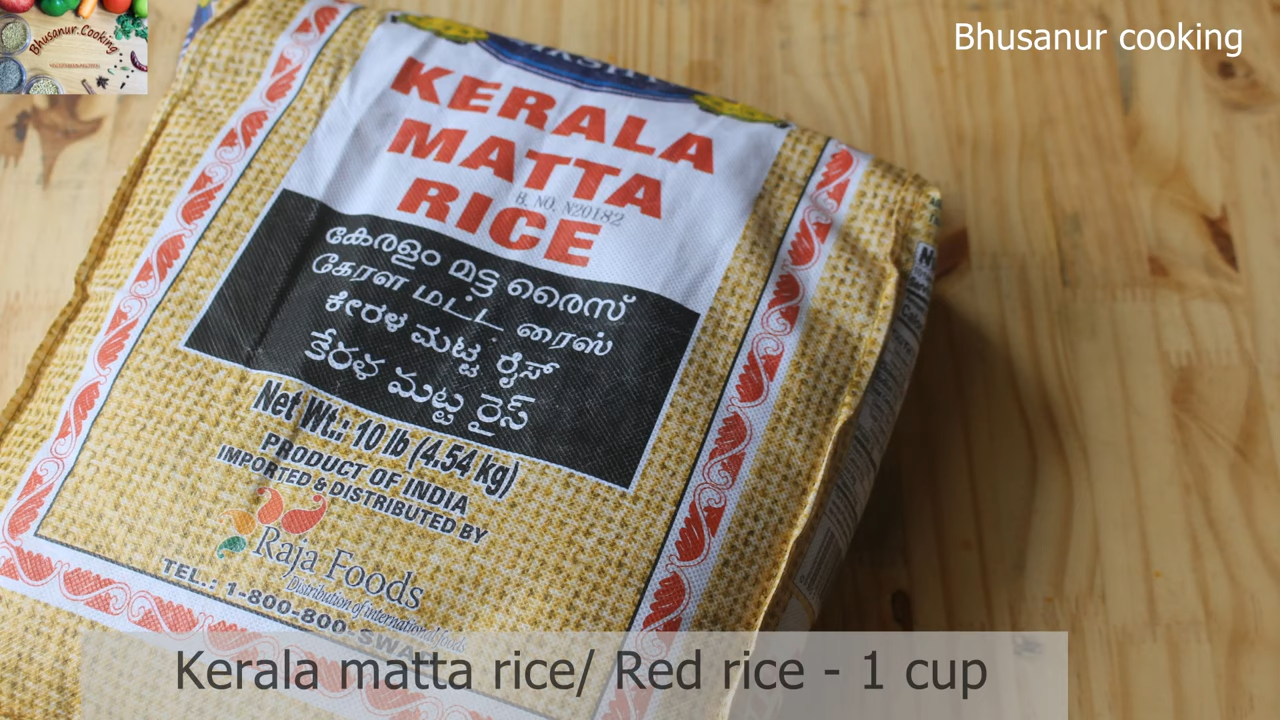 Bhusanur.Cooking
Bhusanur cooking
KERALA
MATTA
RICE
B. NO. N20182
കേരളം മട്ട റൈസ്
கேரள மட்ட ரைஸ்
ಕೇರಳ ಮಟ್ಟ ರೈಸ್
కేరళ మట్ట రైస్
Net Wt.: 10 lb (4.54 kg)
PRODUCT OF INDIA
IMPORTED & DISTRIBUTED BY
Raja Foods
Distribution of international foods
TEL.: 1-800-800-SWA
Kerala matta rice/ Red rice - 1 cup